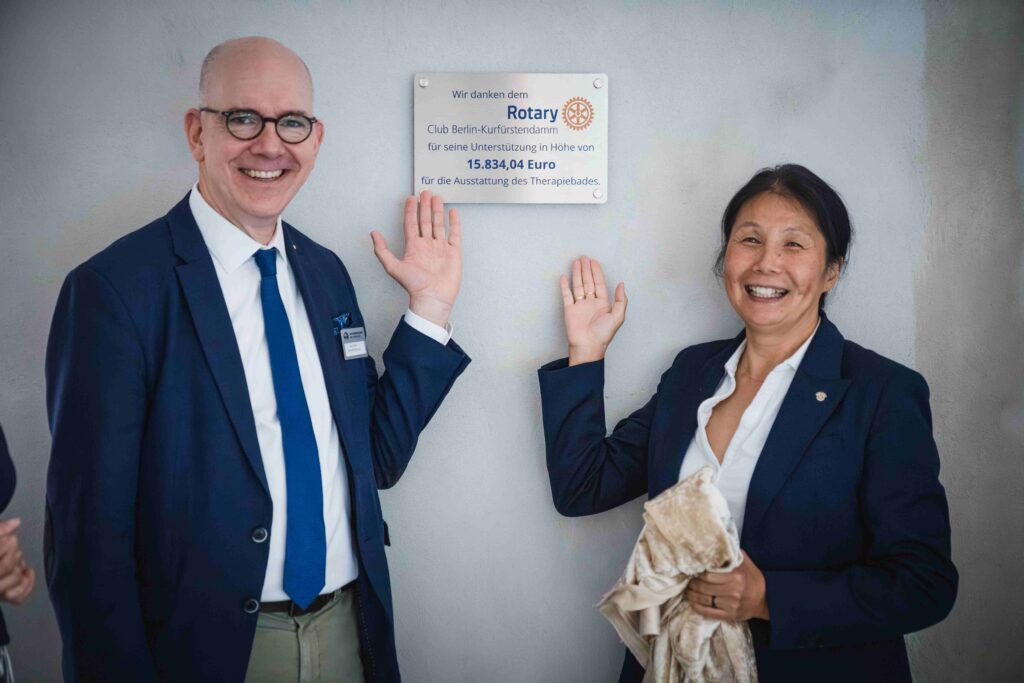 Wir danken dem
Rotary
Club Berlin-Kurfürstendamm
für seine Unterstützung in Höhe von
15.834,04 Euro
für die Ausstattung des Therapiebades.